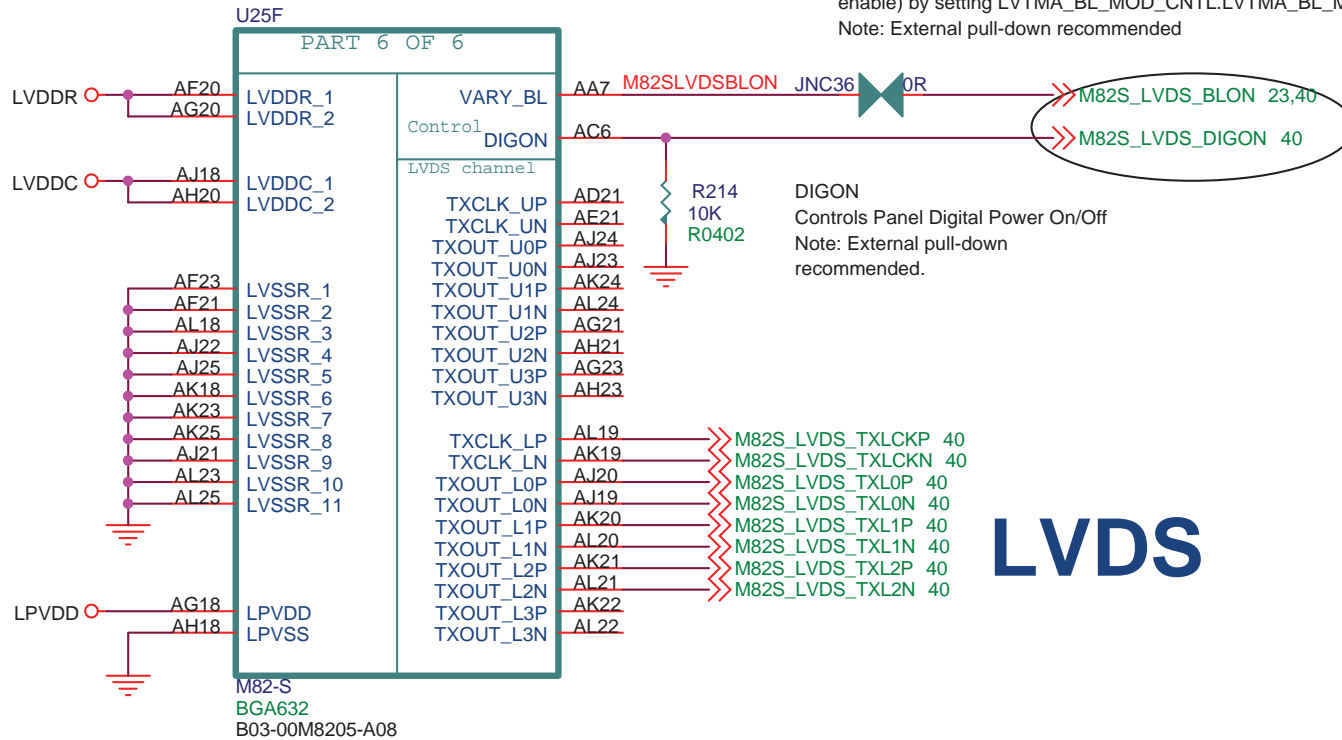 enable) by setting LVTMA_BL_MOD_CNTL.LVTMA_BL_M
Note: External pull-down recommended
U25F
PART 6 OF 6
LVDDR
AF20
AG20
LVDDR_1
LVDDR_2
LVDDC
AJ18
AH20
LVDDC_1
LVDDC_2
AF23 LVSSR_1
AF21 LVSSR_2
AL18 LVSSR_3
AJ22 LVSSR_4
AJ25 LVSSR_5
AK18 LVSSR_6
AK23 LVSSR_7
AK25 LVSSR_8
AJ21 LVSSR_9
AL23 LVSSR_10
AL25 LVSSR_11
LPVDD AG18 LPVDD
AH18 LPVSS
Control
VARY_BL AA7 M82SLVDSBLON JNC36 0R M82S_LVDS_BLON 23,40
DIGON AC6 M82S_LVDS_DIGON 40
R214
10K
R0402
DIGON
Controls Panel Digital Power On/Off
Note: External pull-down
recommended.
LVDS channel
TXCLK_UP AD21
TXCLK_UN AE21
TXOUT_U0P AJ24
TXOUT_U0N AJ23
TXOUT_U1P AK24
TXOUT_U1N AL24
TXOUT_U2P AG21
TXOUT_U2N AH21
TXOUT_U3P AG23
TXOUT_U3N AH23
TXCLK_LP AL19 M82S_LVDS_TXLCKP 40
TXCLK_LN AK19 M82S_LVDS_TXLCKN 40
TXOUT_L0P AJ20 M82S_LVDS_TXL0P 40
TXOUT_L0N AJ19 M82S_LVDS_TXL0N 40
TXOUT_L1P AK20 M82S_LVDS_TXL1P 40
TXOUT_L1N AL20 M82S_LVDS_TXL1N 40
TXOUT_L2P AK21 M82S_LVDS_TXL2P 40
TXOUT_L2N AL21 M82S_LVDS_TXL2N 40
TXOUT_L3P AK22
TXOUT_L3N AL22
LVDS
M82-S
BGA632
B03-00M8205-A08